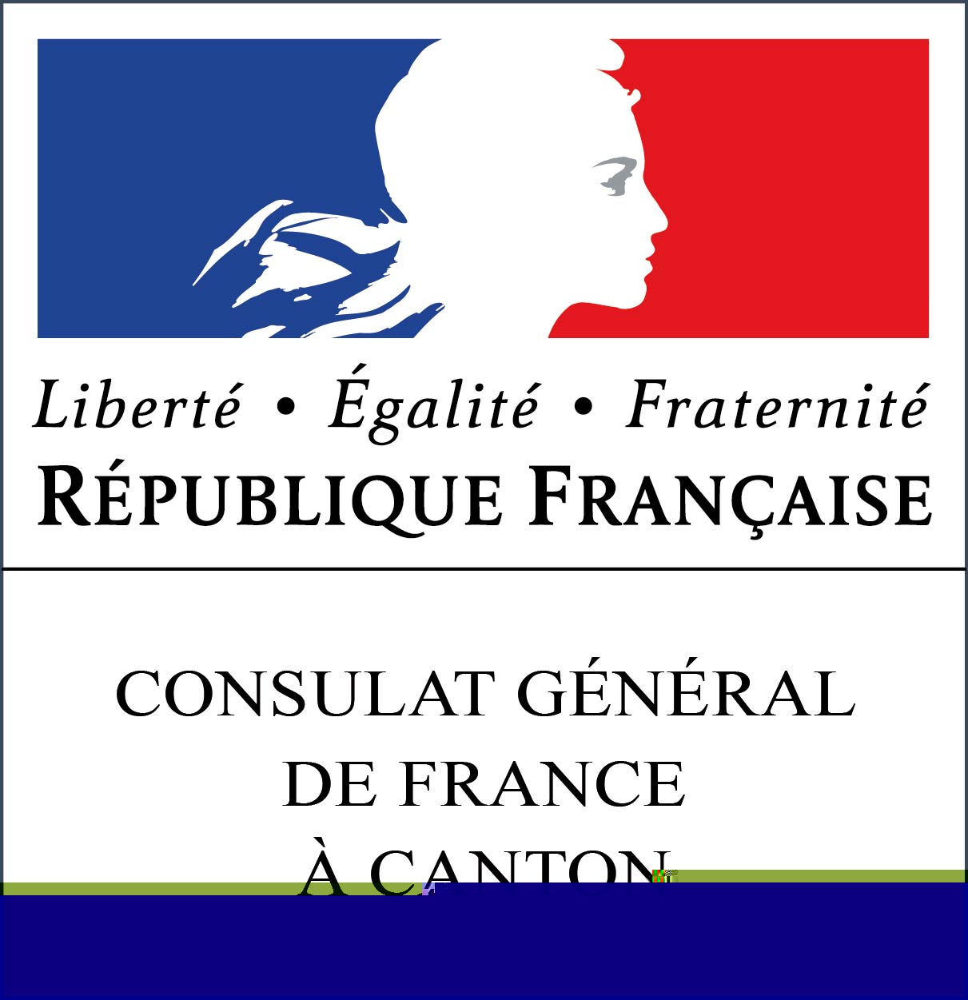 Liberté • Égalité • Fraternité
RÉPUBLIQUE FRANÇAISE
CONSULAT GÉNÉRAL
DE FRANCE
À CANTON